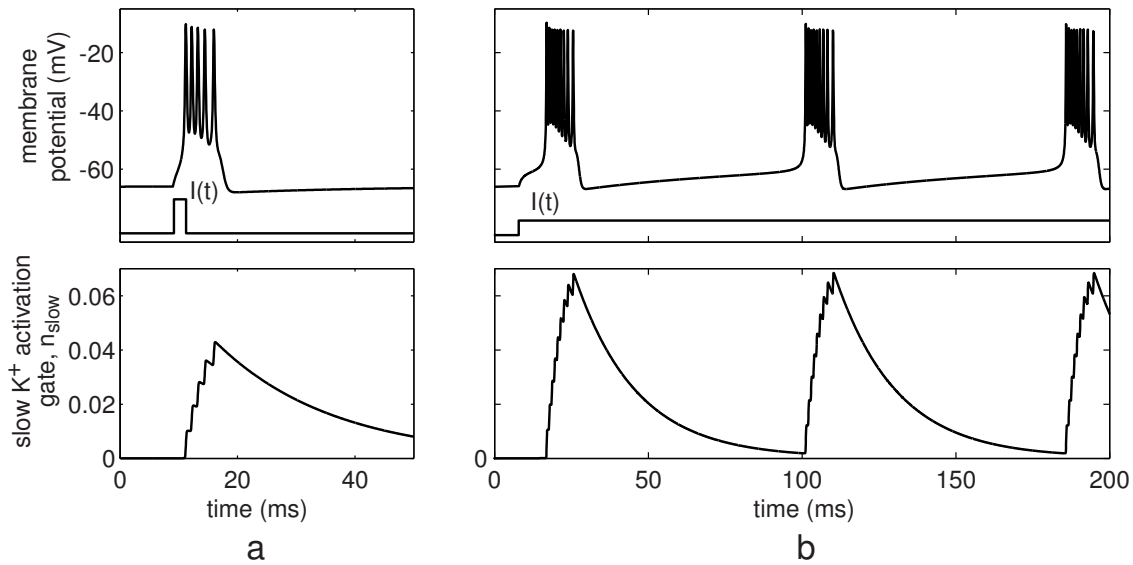 membrane
potential (mV)
-20
-40
-60
I(t)
I(t)
slow K+ activation
gate, nslow
0.06
0.04
0.02
0
0
0 20 40
0 50 100 150 200
time (ms)
time (ms)
a
b